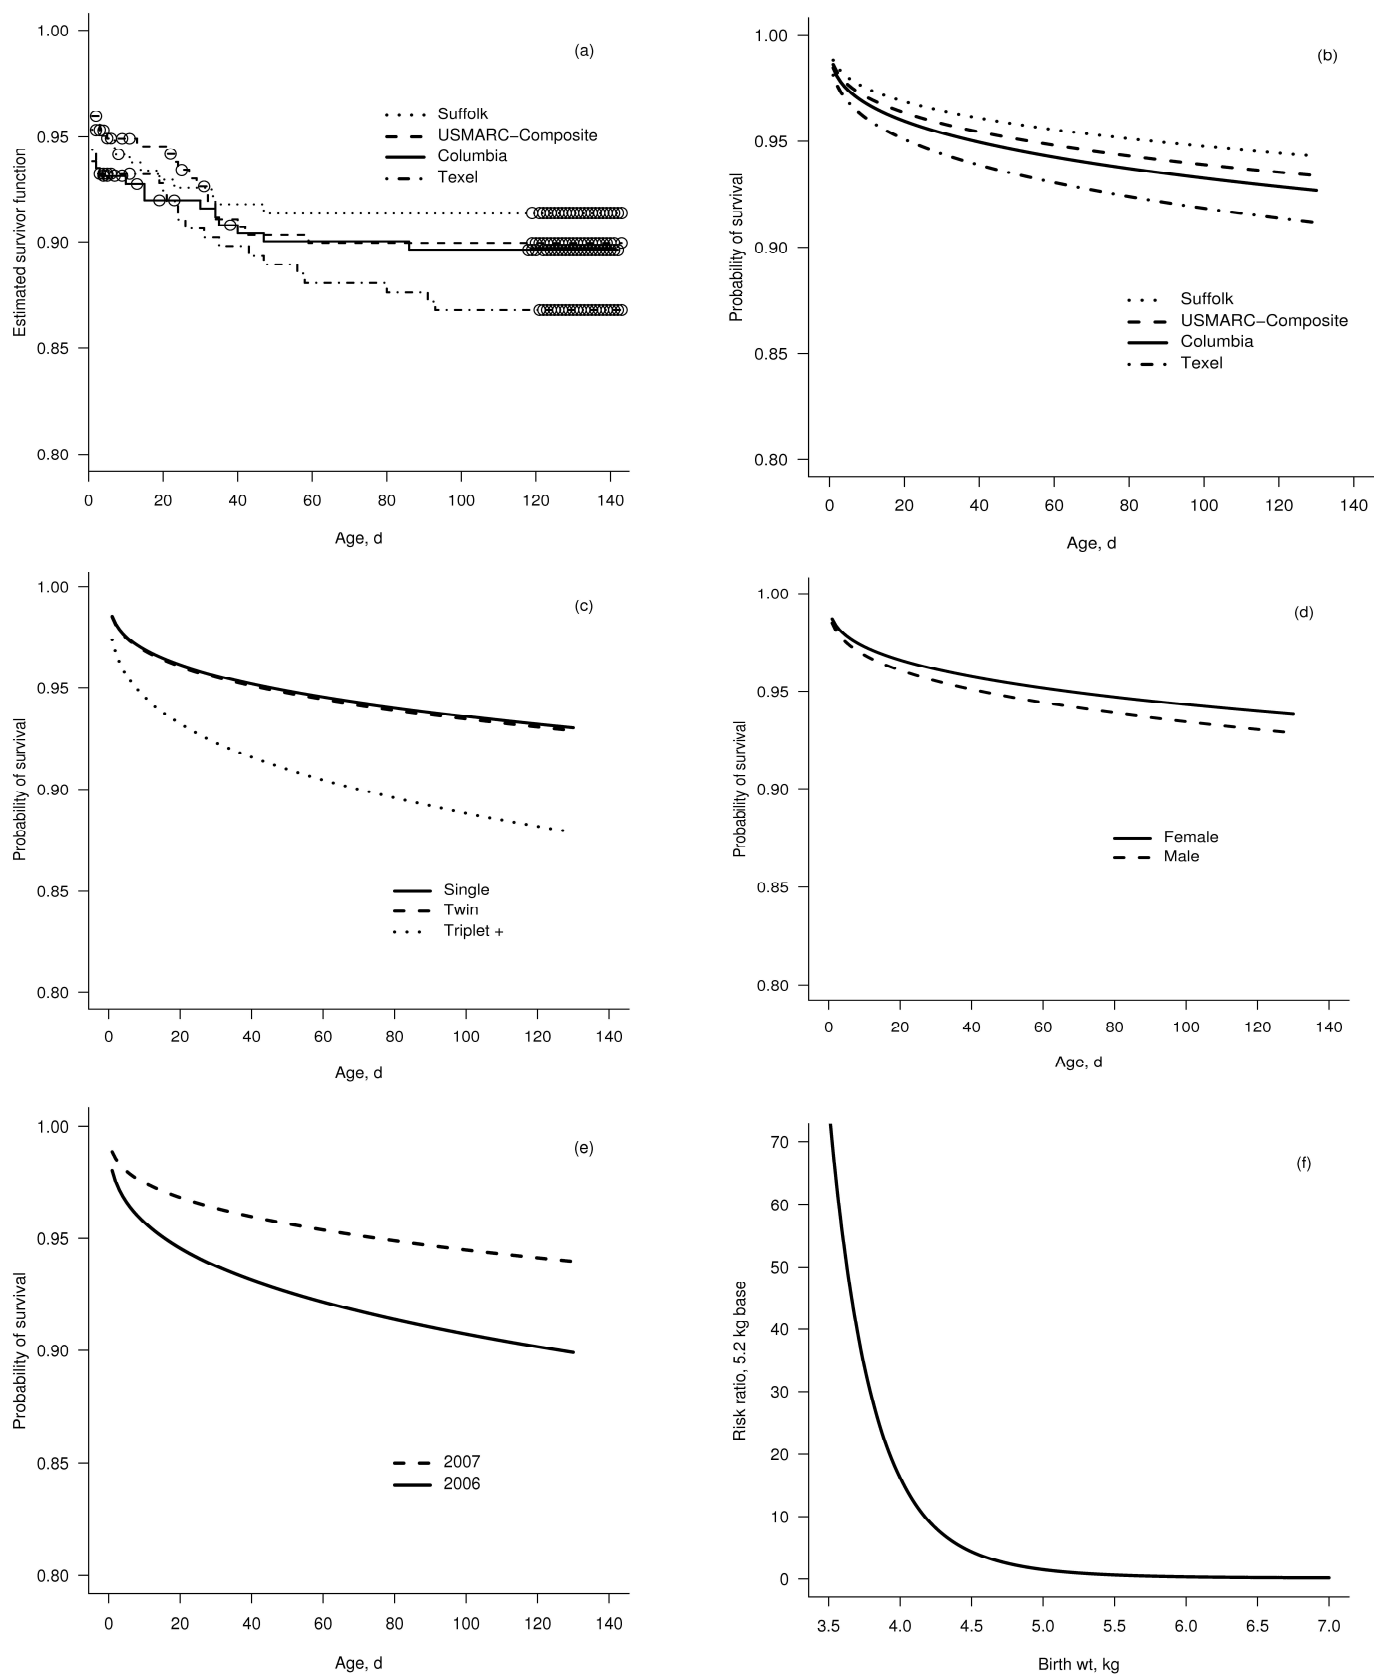 (a)
Estimated survivor function
1.00
0.95
0.90
0.85
0.80
Suffolk
USMARC–Composite
Columbia
Texel
0 20 40 60 80 100 120 140
Age, d
(b)
Probability of survival
1.00
0.95
0.90
0.85
0.80
Suffolk
USMARC–Composite
Columbia
Texel
0 20 40 60 80 100 120 140
Age, d
(c)
Probability of survival
1.00
0.95
0.90
0.85
0.80
Single
Twin
Triplet +
0 20 40 60 80 100 120 140
Age, d
(d)
Probability of survival
1.00
0.95
0.90
0.85
0.80
Female
Male
0 20 40 60 80 100 120 140
Age, d
(e)
Probability of survival
1.00
0.95
0.90
0.85
0.80
2007
2006
0 20 40 60 80 100 120 140
Age, d
(f)
Risk ratio, 5.2 kg base
70
60
50
40
30
20
10
0
3.5 4.0 4.5 5.0 5.5 6.0 6.5 7.0
Birth wt, kg